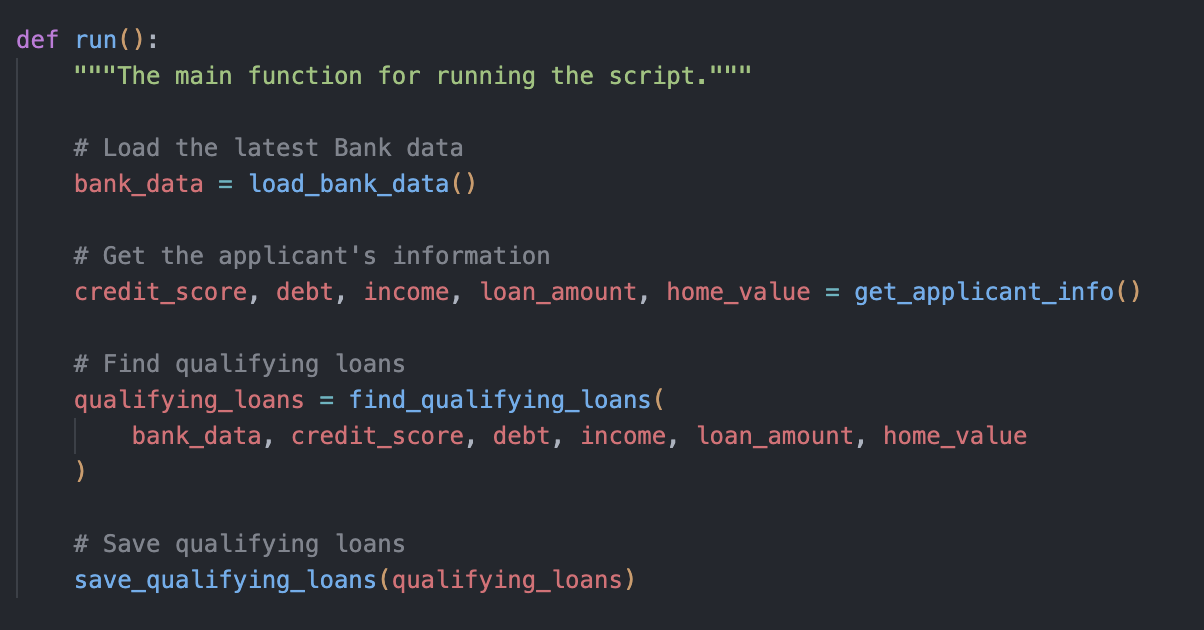 def run():
    """The main function for running the script."""

    # Load the latest Bank data
    bank_data = load_bank_data()

    # Get the applicant's information
    credit_score, debt, income, loan_amount, home_value = get_applicant_info()

    # Find qualifying loans
    qualifying_loans = find_qualifying_loans(
        bank_data, credit_score, debt, income, loan_amount, home_value
    )

    # Save qualifying loans
    save_qualifying_loans(qualifying_loans)